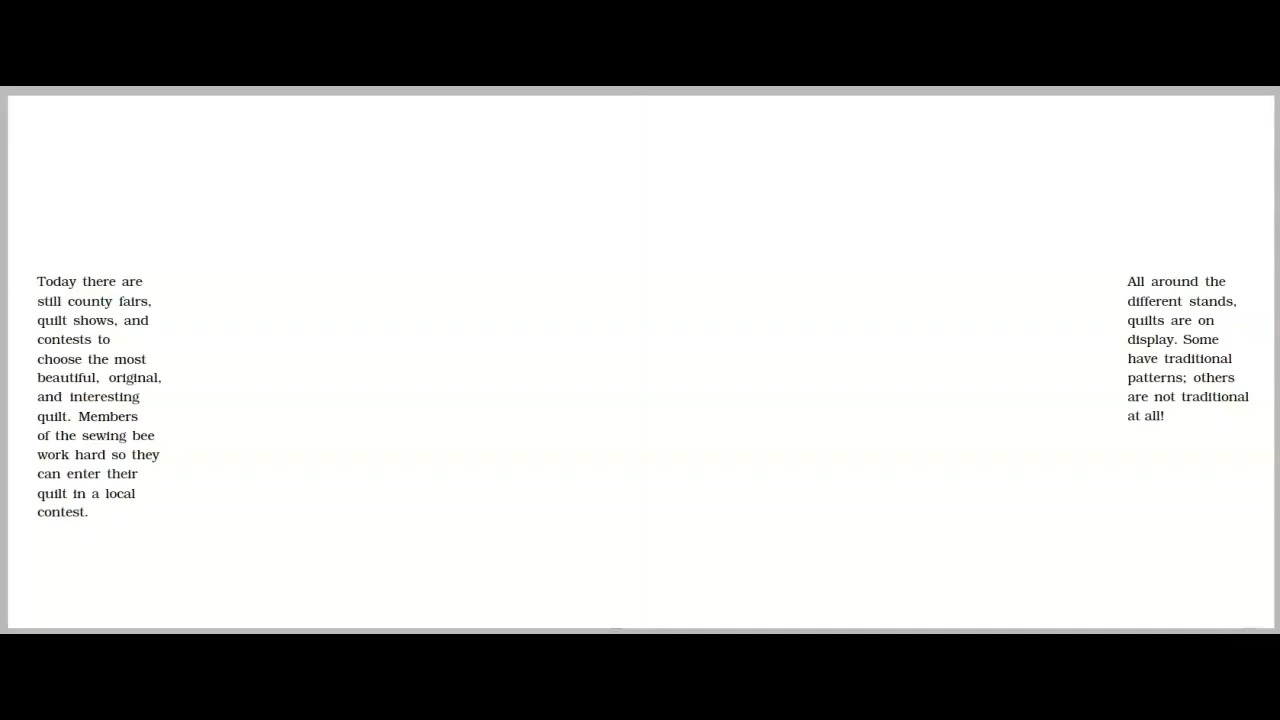 Today there are
still county fairs,
quilt shows, and
contests to
choose the most
beautiful, original,
and interesting
quilt. Members
of the sewing bee
work hard so they
can enter their
quilt in a local
contest.
All around the
different stands,
quilts are on
display. Some
have traditional
patterns; others
are not traditional
at all!